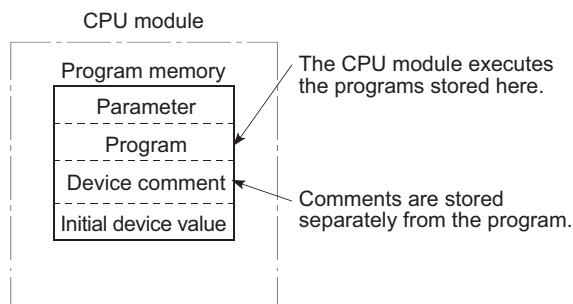 CPU module
Program memory
Parameter
Program
Device comment
Initial device value
The CPU module executes
the programs stored here.
Comments are stored
separately from the program.